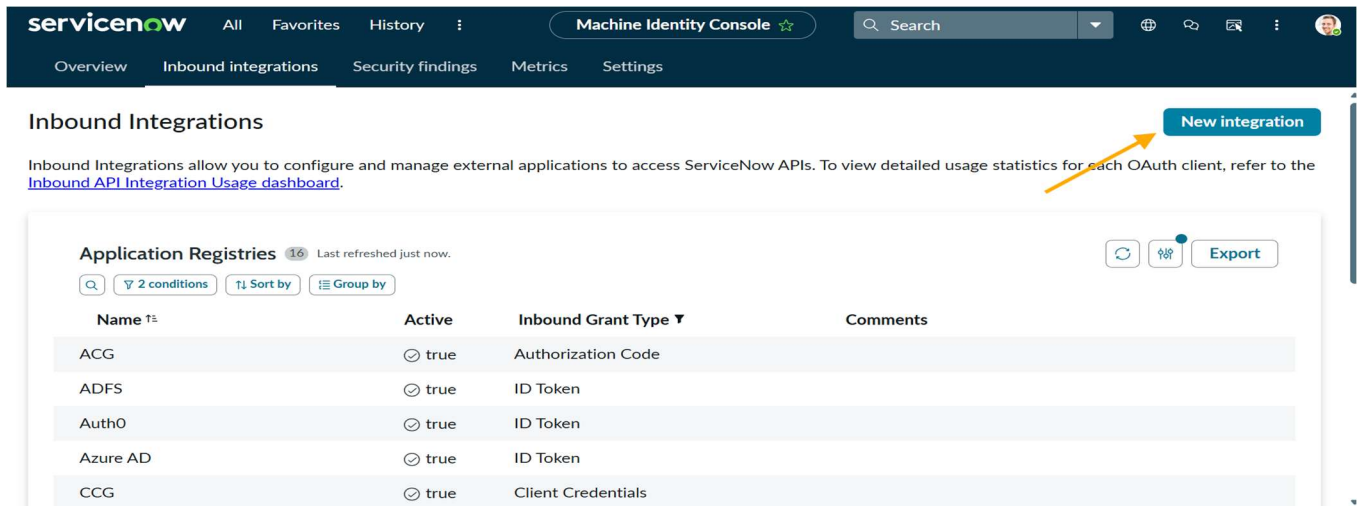 servicenow All Favorites History Machine Identity Console Search
Overview Inbound integrations Security findings Metrics Settings
Inbound Integrations
New integration
Inbound Integrations allow you to configure and manage external applications to access ServiceNow APIs. To view detailed usage statistics for each OAuth client, refer to the
Inbound API Integration Usage dashboard.
Application Registries 16 Last refreshed just now.
Export
2 conditions Sort by Group by
Name Active Inbound Grant Type Comments
ACG true Authorization Code
ADFS true ID Token
Auth0 true ID Token
Azure AD true ID Token
CCG true Client Credentials